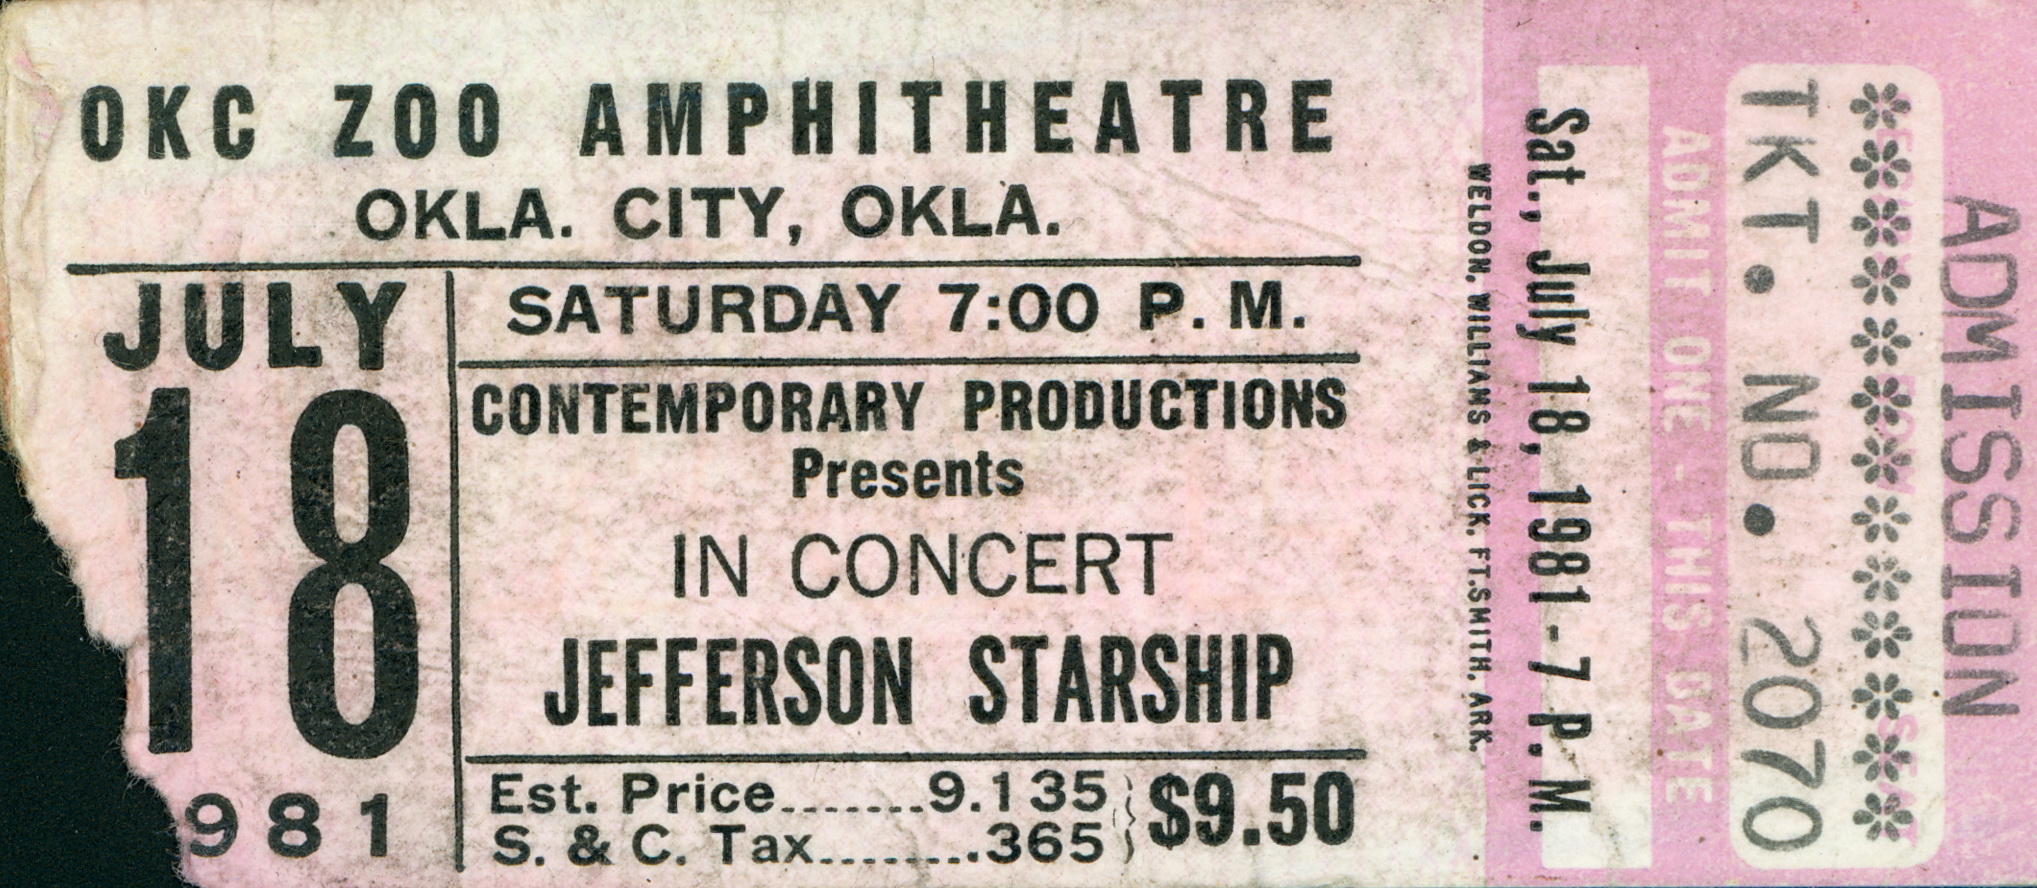 OKC ZOO AMPHITHEATRE
OKLA. CITY, OKLA.
JULY
18
981
SATURDAY 7:00 P. M.
CONTEMPORARY PRODUCTIONS
Presents
IN CONCERT
JEFFERSON STARSHIP
Est. Price.......9.135
S. & C. Tax.........365
$9.50
WELDON, WILLIAMS & LICK, FT.SMITH, ARK.
Sat., July 18, 1981 - 7 P. M.
ADMIT ONE - THIS GATE
TKT. NO. 2070
ADMISSION